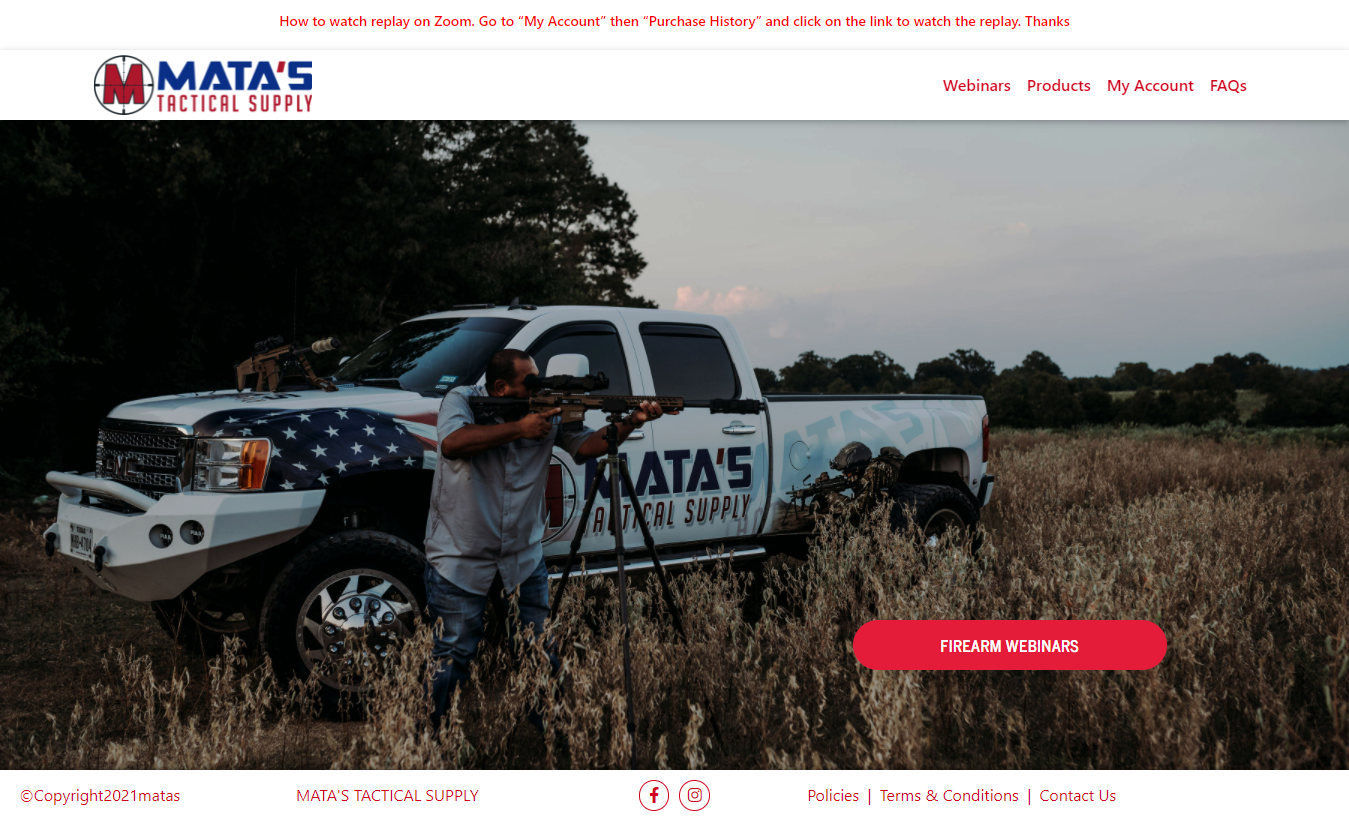 How to watch replay on Zoom. Go to “My Account” then “Purchase History” and click on the link to watch the replay. Thanks
M MATA'S
TACTICAL SUPPLY
Webinars Products My Account FAQs
MATAS
GMC
MATA'S
TACTICAL SUPPLY
FIREARM WEBINARS
©Copyright2021matas MATA'S TACTICAL SUPPLY Policies | Terms & Conditions | Contact Us